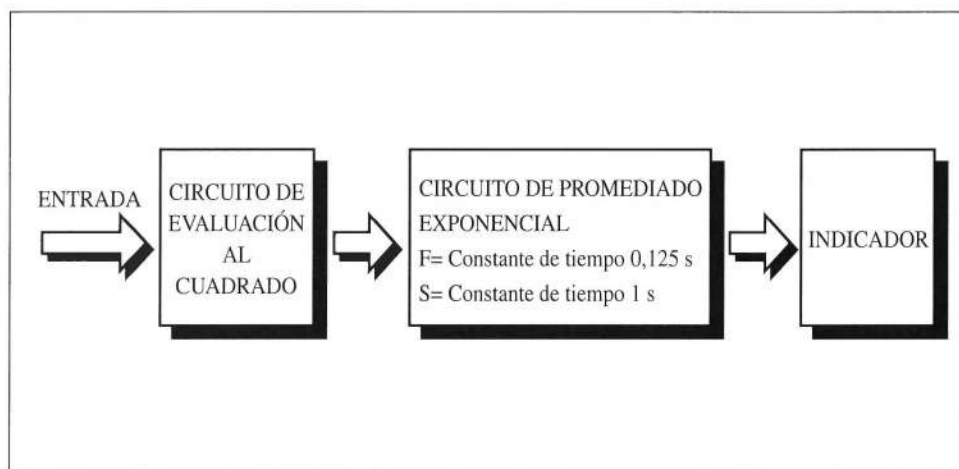 ENTRADA
CIRCUITO DE
EVALUACIÓN
AL
CUADRADO
CIRCUITO DE PROMEDIADO
EXPONENCIAL
F= Constante de tiempo 0,125 s
S= Constante de tiempo 1 s
INDICADOR